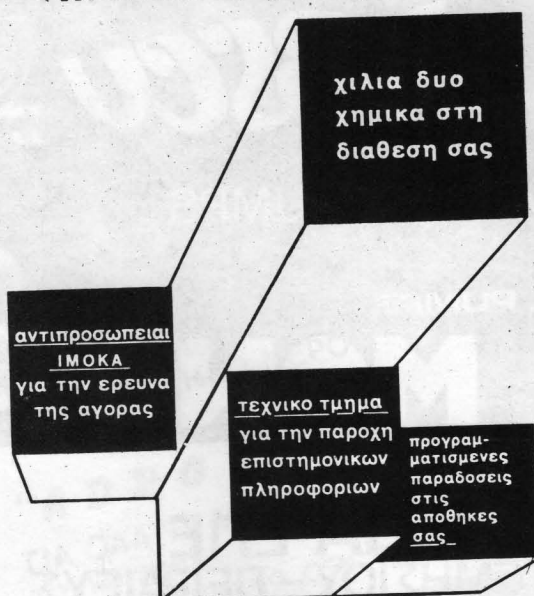 χιλια δυο
χημικα στη
διαθεση σας
αντιπροσωπειαι
ΙΜΟΚΑ
για την ερευνα
της αγορας
τεχνικο τμημα
για την παροχη
επιστημονικων
πληροφοριων
προγραμ-
ματισμενες
παραδοσεις
στις
αποθηκες
σας